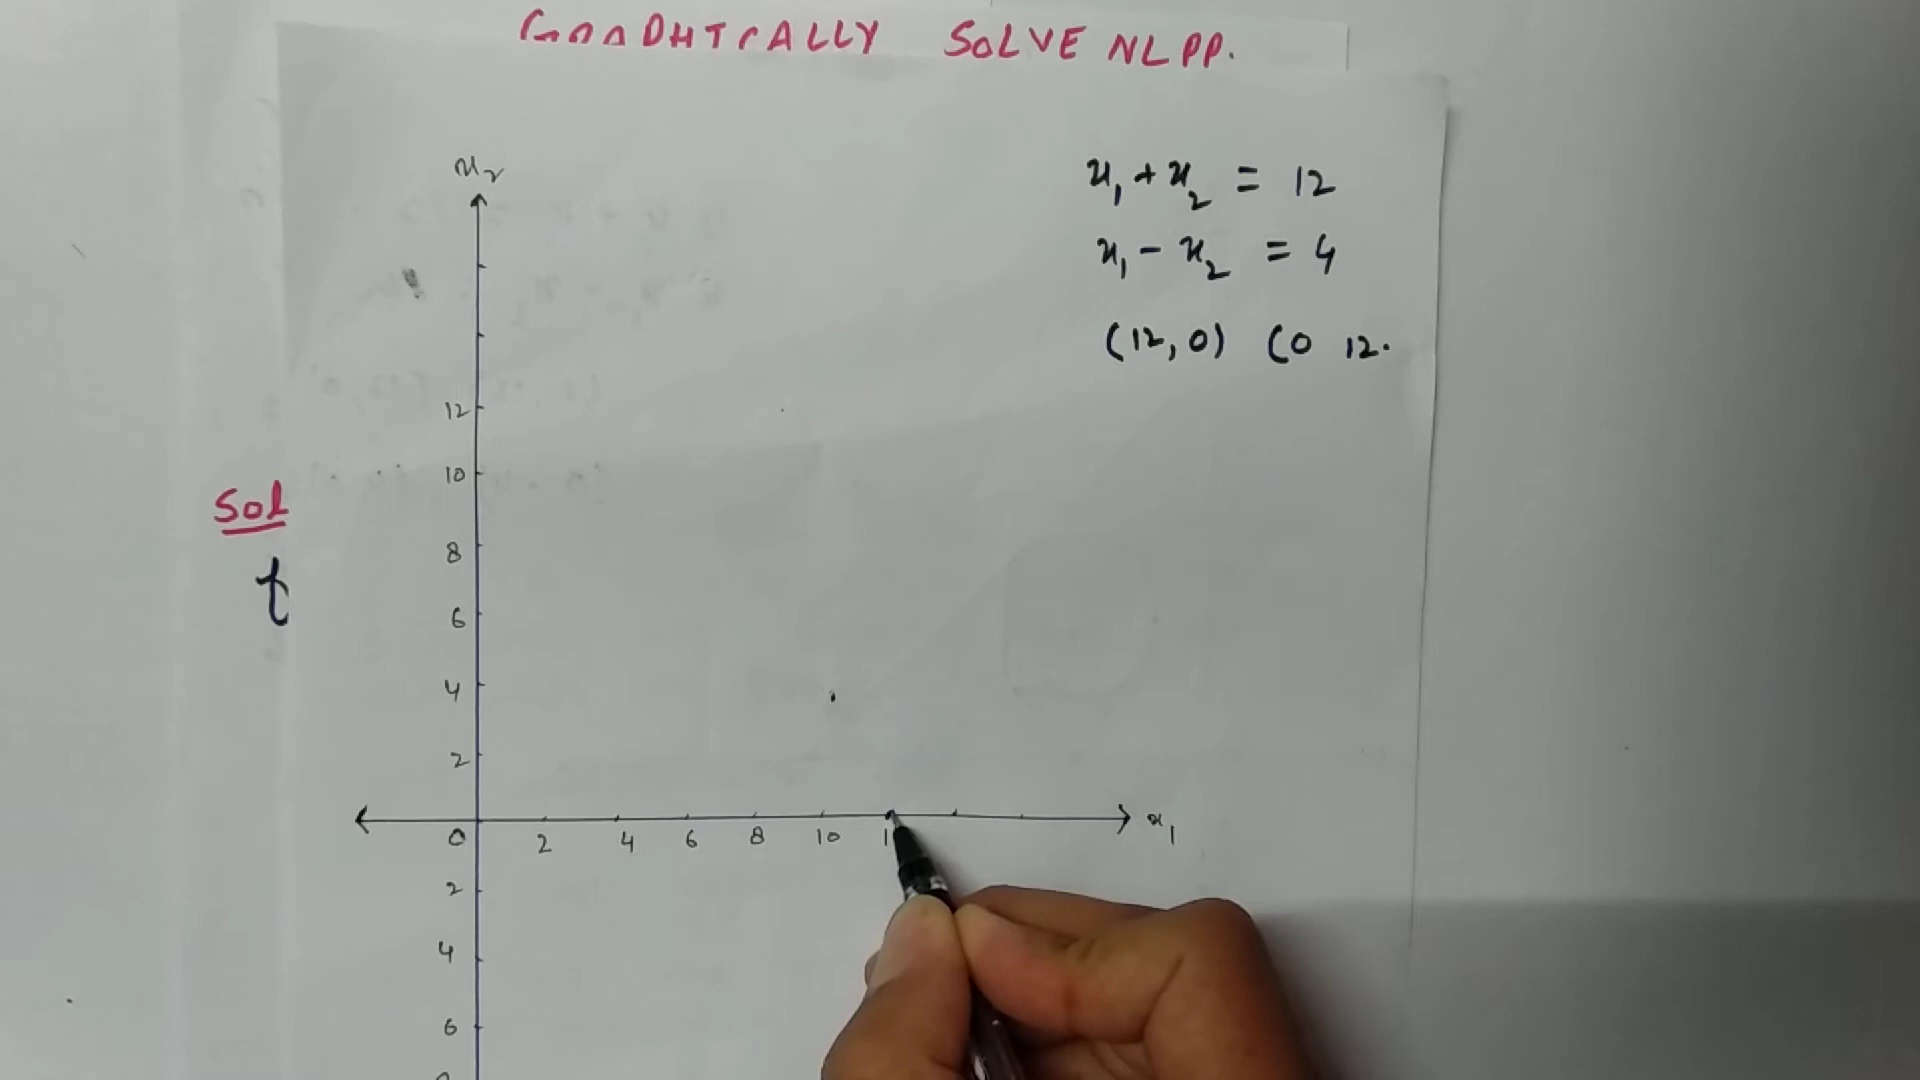 GRAPHICALLY SOLVE NLPP.
x₂
x₁ + x₂ = 12
x₁ - x₂ = 4
(12, 0) (0 12.
12
10
Sol
8
t
6
4
2
x₁
0 2 4 6 8 10 1
2
4
6